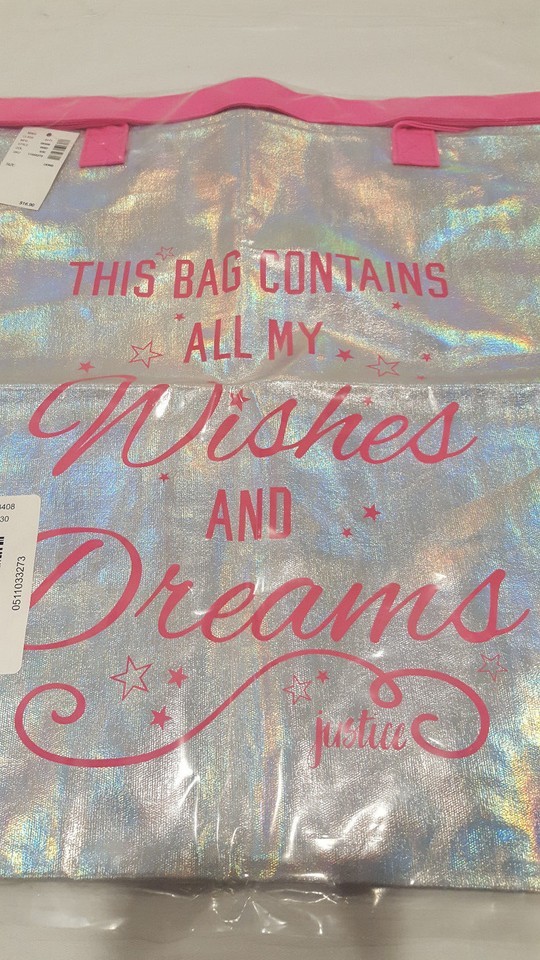 THIS BAG CONTAINS
ALL MY
Wishes
AND
Dreams
justice
0511033273